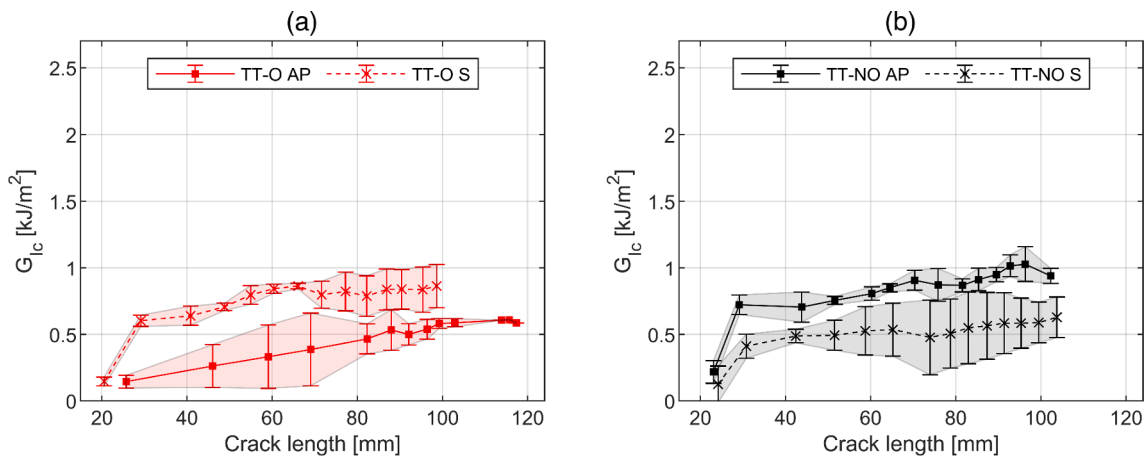 (a)
TT-O AP
TT-O S
2.5
2
1.5
1
0.5
0
G_Ic [kJ/m^2]
20 40 60 80 100 120
Crack length [mm]
(b)
TT-NO AP
TT-NO S
2.5
2
1.5
1
0.5
0
G_Ic [kJ/m^2]
20 40 60 80 100 120
Crack length [mm]